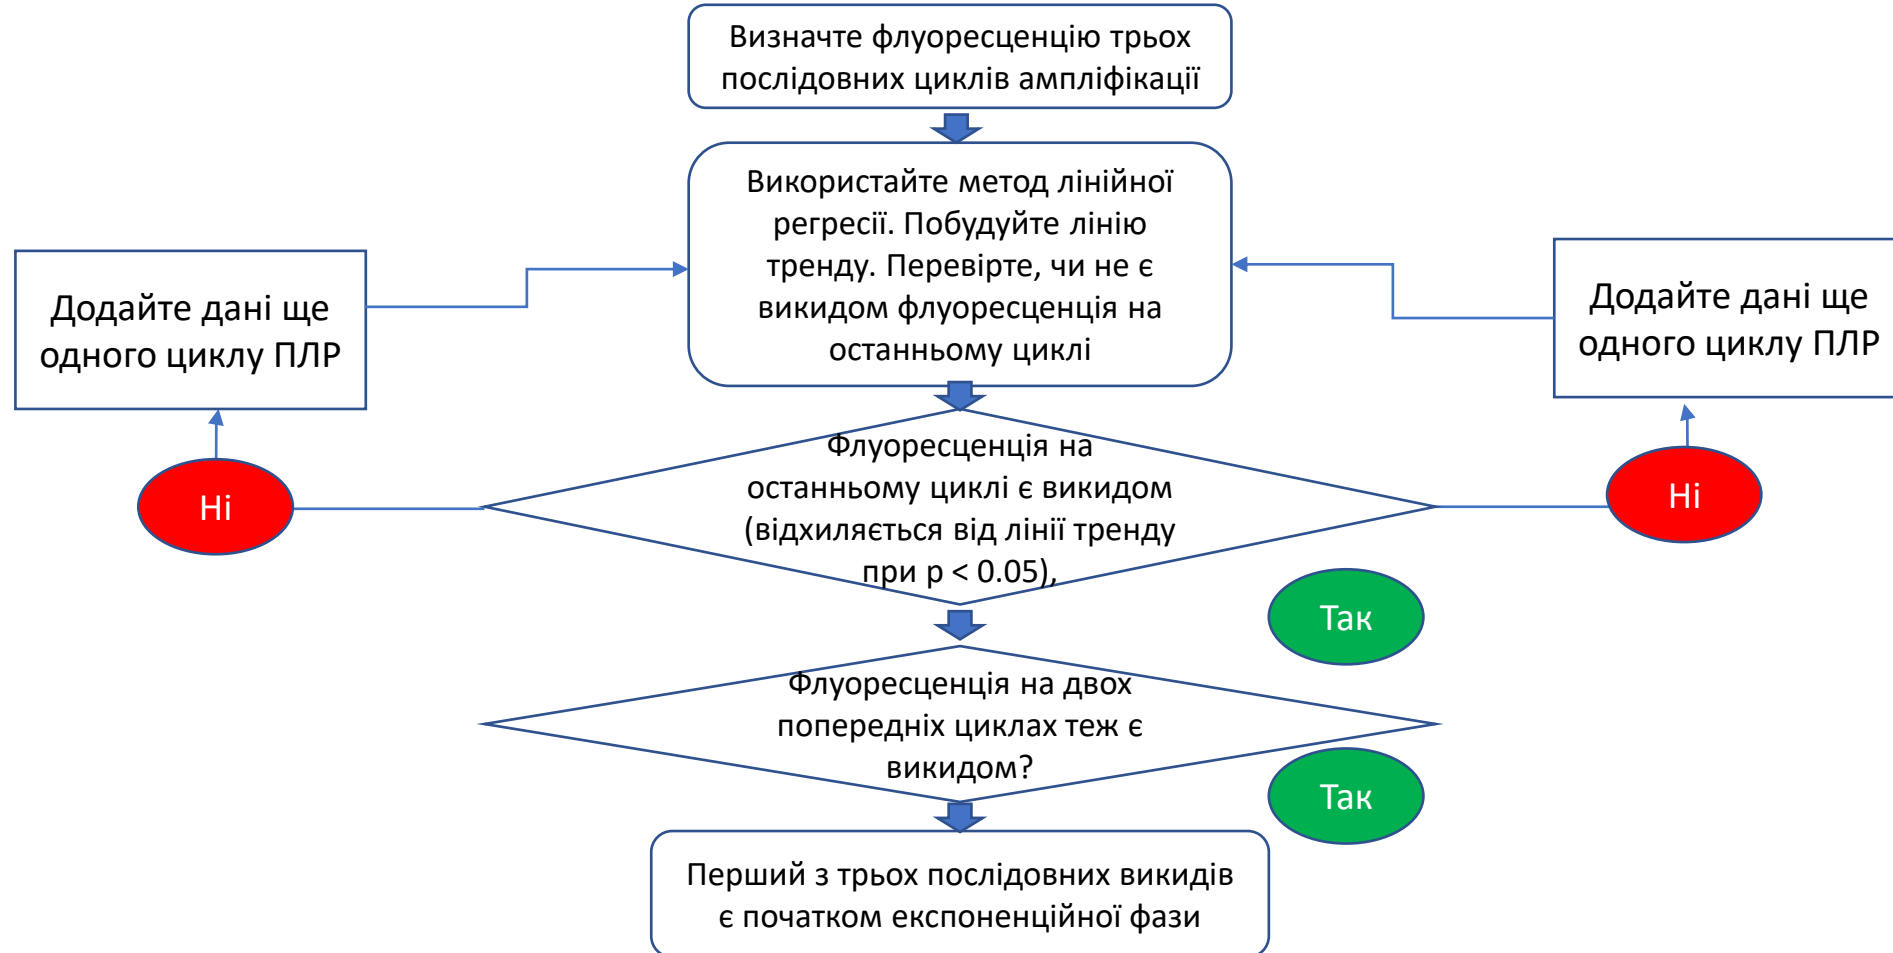 Визначте флуоресценцію трьох
послідовних циклів ампліфікації
Використайте метод лінійної
регресії. Побудуйте лінію
тренду. Перевірте, чи не є
викидом флуоресценція на
останньому циклі
Додайте дані ще
одного циклу ПЛР
Додайте дані ще
одного циклу ПЛР
Флуоресценція на
останньому циклі є викидом
(відхиляється від лінії тренду
при p < 0.05),
Ні
Ні
Так
Флуоресценція на двох
попередніх циклах теж є
викидом?
Так
Перший з трьох послідовних викидів
є початком експоненційної фази